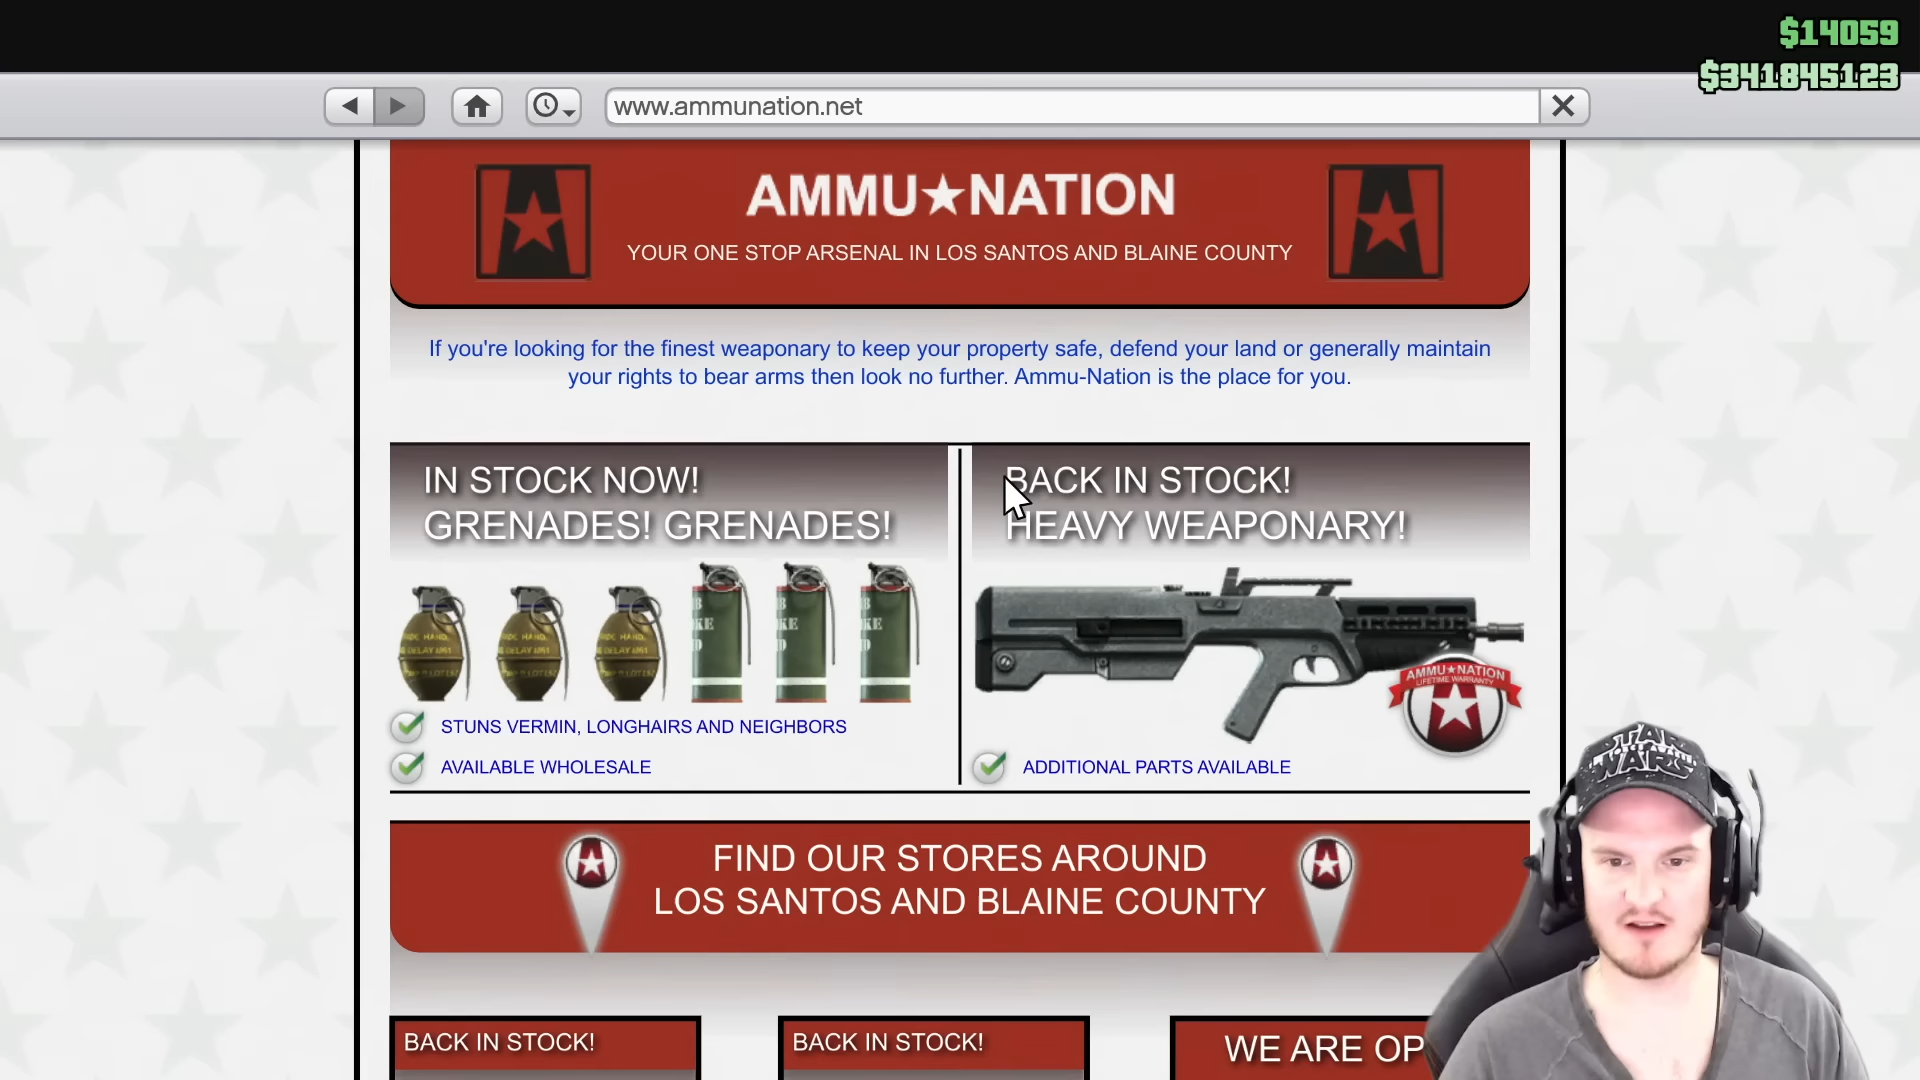 $14059
$341845123
www.ammunation.net
AMMU★NATION
YOUR ONE STOP ARSENAL IN LOS SANTOS AND BLAINE COUNTY
If you're looking for the finest weaponary to keep your property safe, defend your land or generally maintain
your rights to bear arms then look no further. Ammu-Nation is the place for you.
IN STOCK NOW!
GRENADES! GRENADES!
BACK IN STOCK!
HEAVY WEAPONARY!
STUNS VERMIN, LONGHAIRS AND NEIGHBORS
AVAILABLE WHOLESALE
AMMU★NATION
LIFETIME WARRANTY
ADDITIONAL PARTS AVAILABLE
FIND OUR STORES AROUND
LOS SANTOS AND BLAINE COUNTY
STAR
WARS
BACK IN STOCK!
BACK IN STOCK!
WE ARE OP